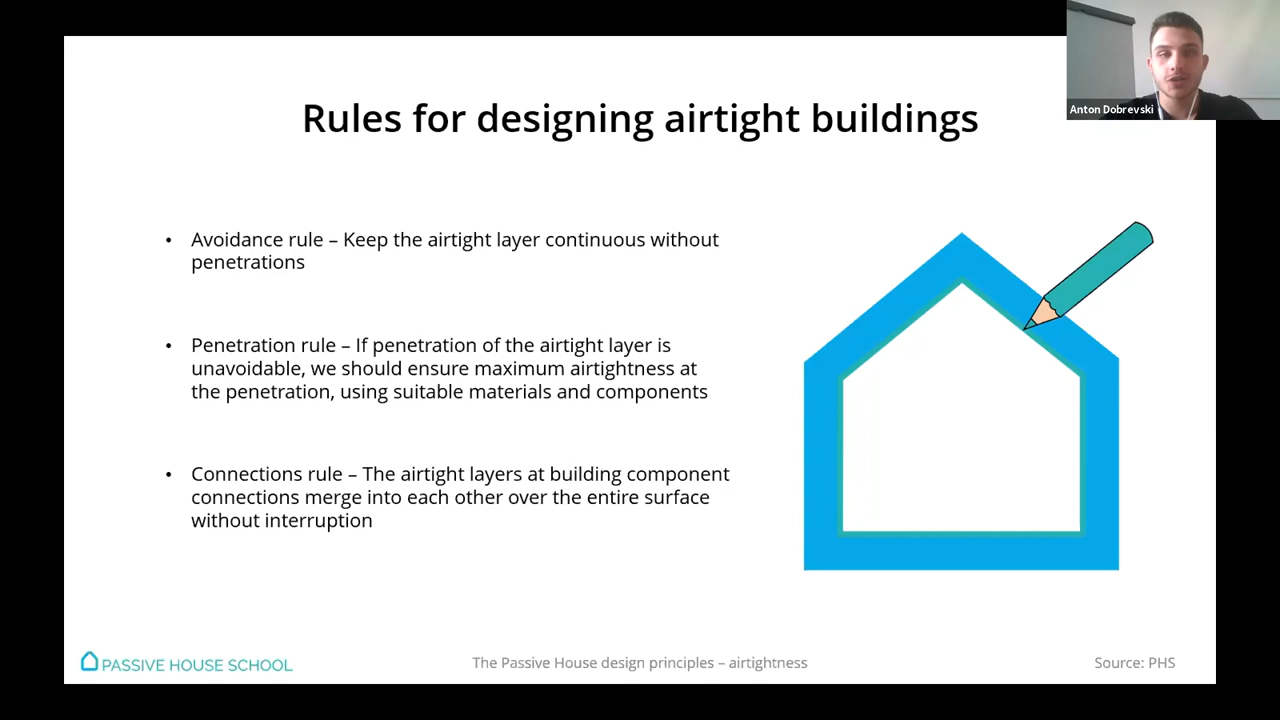 Anton Dobrevski
Rules for designing airtight buildings
• Avoidance rule – Keep the airtight layer continuous without
penetrations
• Penetration rule – If penetration of the airtight layer is
unavoidable, we should ensure maximum airtightness at
the penetration, using suitable materials and components
• Connections rule – The airtight layers at building component
connections merge into each other over the entire surface
without interruption
PASSIVE HOUSE SCHOOL
The Passive House design principles – airtightness
Source: PHS